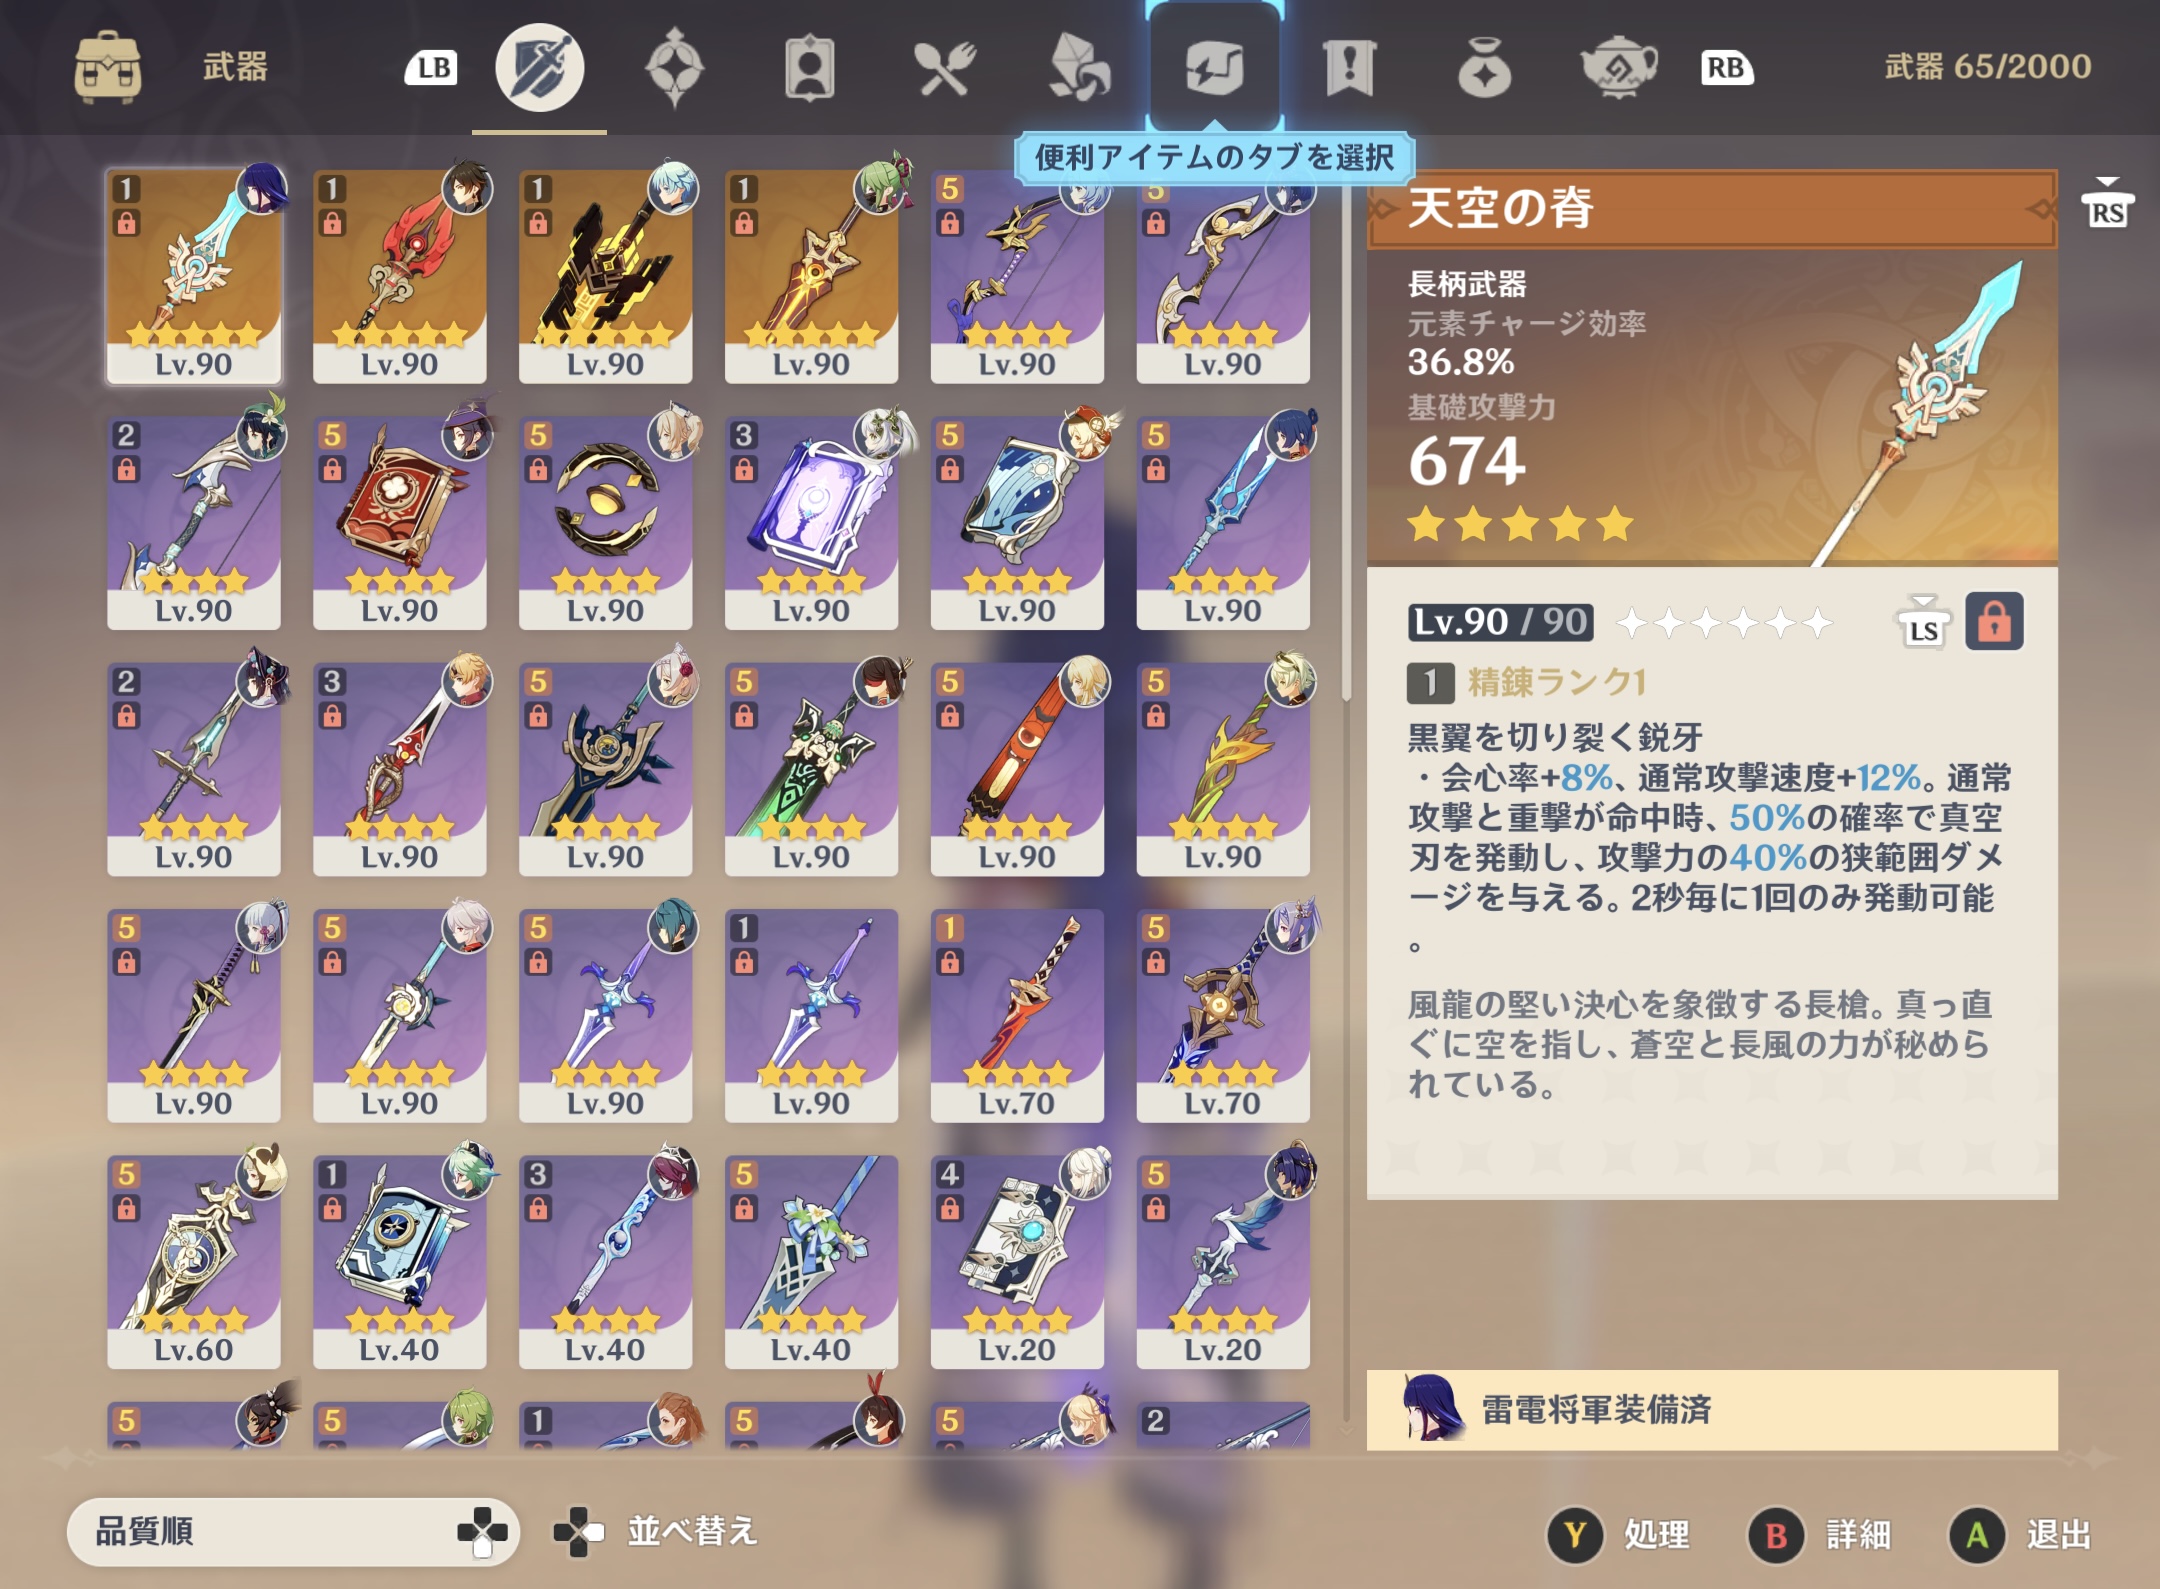 武器
LB
RB
武器 65/2000
便利アイテムのタブを選択
1 1 1 1 5 5
Lv.90 Lv.90 Lv.90 Lv.90 Lv.90 Lv.90
2 5 5 3 5 5
Lv.90 Lv.90 Lv.90 Lv.90 Lv.90 Lv.90
2 3 5 5 5 5
Lv.90 Lv.90 Lv.90 Lv.90 Lv.90 Lv.90
5 5 5 1 1 5
Lv.90 Lv.90 Lv.90 Lv.90 Lv.70 Lv.70
5 1 3 5 4 5
Lv.60 Lv.40 Lv.40 Lv.40 Lv.20 Lv.20
5 5 1 5 5 2
天空の脊
RS
長柄武器
元素チャージ効率
36.8%
基礎攻撃力
674
Lv.90 / 90
LS
1 精錬ランク1
黒翼を切り裂く鋭牙
・会心率+8%、通常攻撃速度+12%。通常
攻撃と重撃が命中時、50%の確率で真空
刃を発動し、攻撃力の40%の狭範囲ダメ
ージを与える。2秒毎に1回のみ発動可能
。
風龍の堅い決心を象徴する長槍。真っ直
ぐに空を指し、蒼空と長風の力が秘めら
れている。
雷電将軍装備済
品質順
並べ替え
Y 処理
B 詳細
A 退出